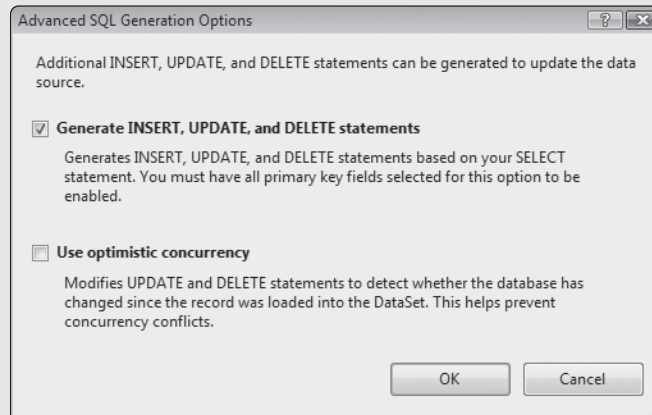 Advanced SQL Generation Options
Additional INSERT, UPDATE, and DELETE statements can be generated to update the data
source.
Generate INSERT, UPDATE, and DELETE statements
Generates INSERT, UPDATE, and DELETE statements based on your SELECT
statement. You must have all primary key fields selected for this option to be
enabled.
Use optimistic concurrency
Modifies UPDATE and DELETE statements to detect whether the database has
changed since the record was loaded into the DataSet. This helps prevent
concurrency conflicts.
OK
Cancel